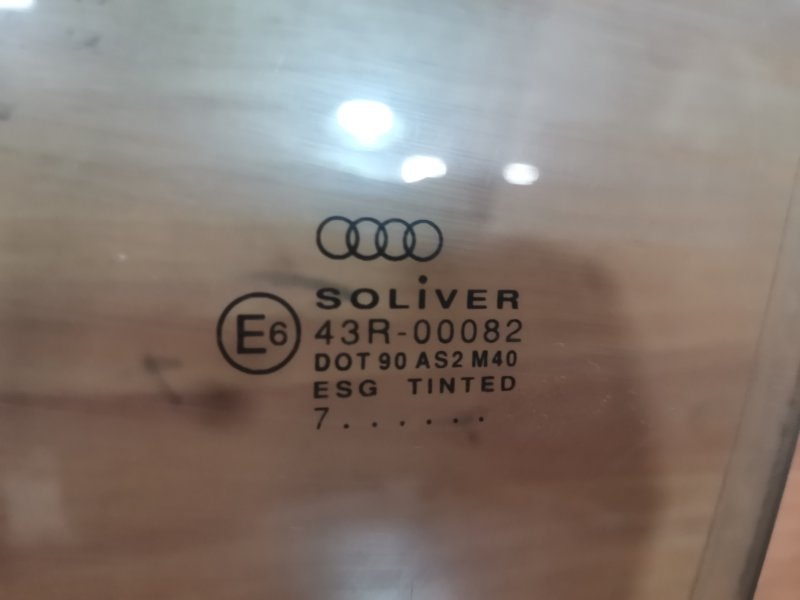 SOLiVER
E6 43R-00082
DOT 90 AS2 M40
ESG TINTED
7......